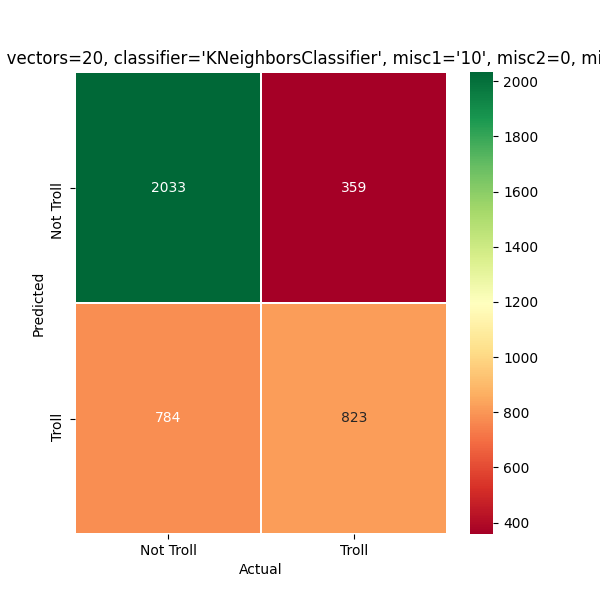 vectors=20, classifier='KNeighborsClassifier', misc1='10', misc2=0, mi
2000
1800
1600
1400
1200
1000
800
600
400
Predicted
Not Troll
Troll
2033
359
784
823
Not Troll
Troll
Actual